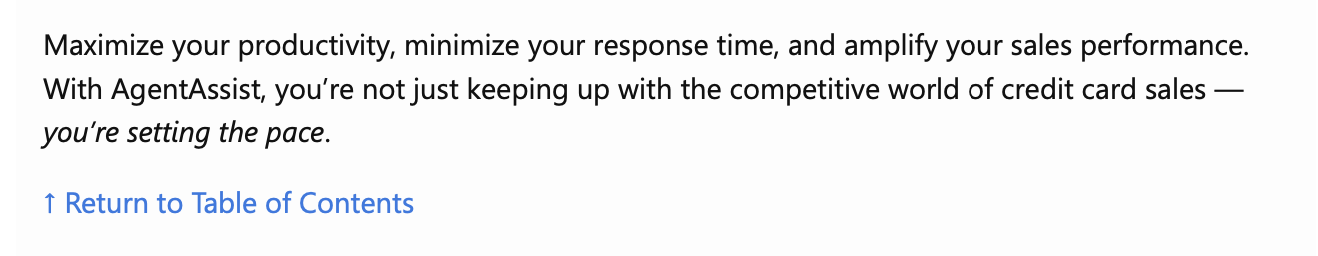 Maximize your productivity, minimize your response time, and amplify your sales performance.
With AgentAssist, you’re not just keeping up with the competitive world of credit card sales —
you’re setting the pace.
↑ Return to Table of Contents